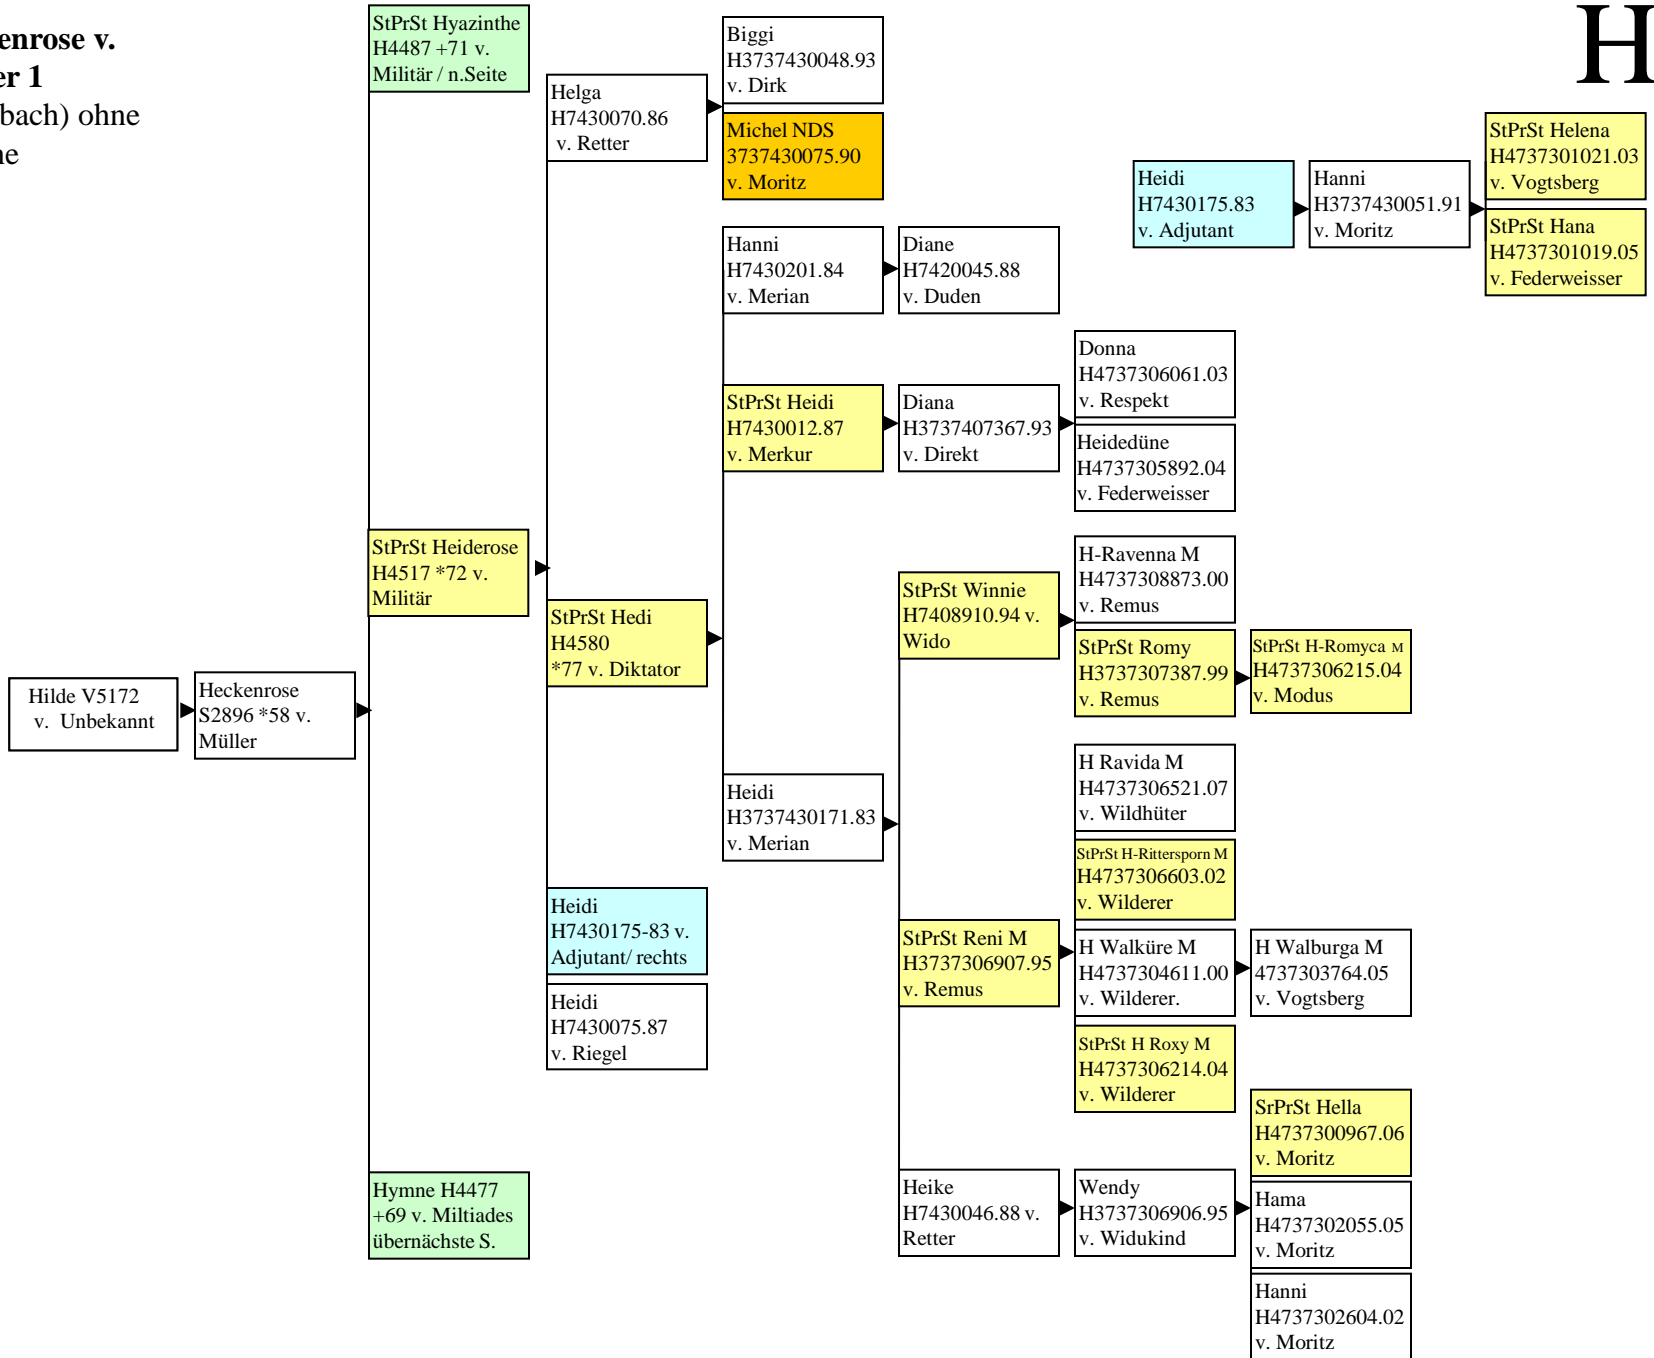 enrose v.
er 1
bach) ohne
ne
H
Hilde V5172
v. Unbekannt
Heckenrose
S2896 *58 v.
Müller
StPrSt Hyazinthe
H4487 +71 v.
Militär / n.Seite
StPrSt Heiderose
H4517 *72 v.
Militär
Hymne H4477
+69 v. Miltiades
übernächste S.
Helga
H7430070.86
v. Retter
StPrSt Hedi
H4580
*77 v. Diktator
Heidi
H7430175-83 v.
Adjutant/ rechts
Heidi
H7430075.87
v. Riegel
Biggi
H3737430048.93
v. Dirk
Michel NDS
3737430075.90
v. Moritz
Hanni
H7430201.84
v. Merian
StPrSt Heidi
H7430012.87
v. Merkur
Heidi
H3737430171.83
v. Merian
Diane
H7420045.88
v. Duden
Diana
H3737407367.93
v. Direkt
StPrSt Winnie
H7408910.94 v.
Wido
StPrSt Reni M
H3737306907.95
v. Remus
Heike
H7430046.88 v.
Retter
Donna
H4737306061.03
v. Respekt
Heidedüne
H4737305892.04
v. Federweisser
H-Ravenna M
H4737308873.00
v. Remus
StPrSt Romy
H3737307387.99
v. Remus
H Ravida M
H4737306521.07
v. Wildhüter
StPrSt H-Rittersporn M
H4737306603.02
v. Wilderer
H Walküre M
H4737304611.00
v. Wilderer.
StPrSt H Roxy M
H4737306214.04
v. Wilderer
Wendy
H3737306906.95
v. Widukind
StPrSt H-Romyca M
H4737306215.04
v. Modus
H Walburga M
4737303764.05
v. Vogtsberg
SrPrSt Hella
H4737300967.06
v. Moritz
Hama
H4737302055.05
v. Moritz
Hanni
H4737302604.02
v. Moritz
Heidi
H7430175.83
v. Adjutant
Hanni
H3737430051.91
v. Moritz
StPrSt Helena
H4737301021.03
v. Vogtsberg
StPrSt Hana
H4737301019.05
v. Federweisser